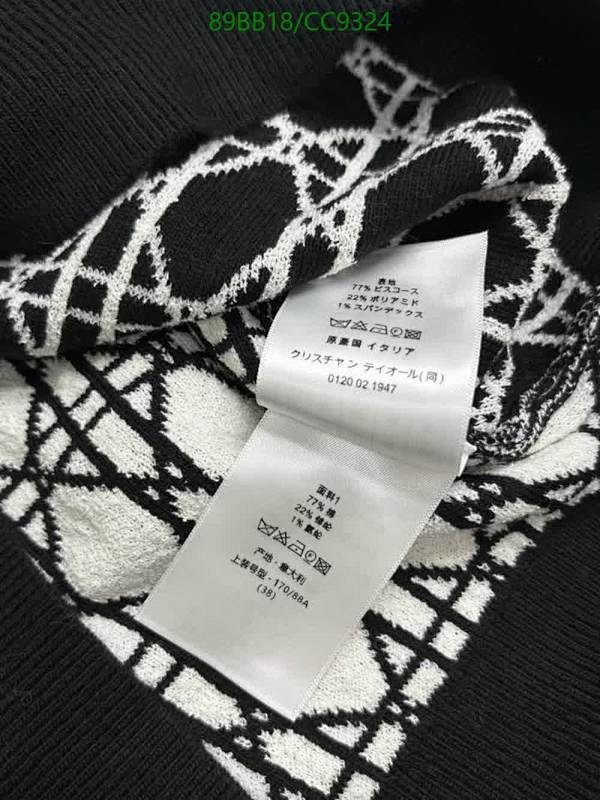 89BB18/CC9324
表地
77% ビスコース
22% ポリアミド
1% スパンデックス
原産国 イタリア
クリスチャン ディオール(同)
0120 02 1947
面料1
77% 棉
22% 锦纶
1% 氨纶
产地 · 意大利
上装号型 · 170/88A
(38)